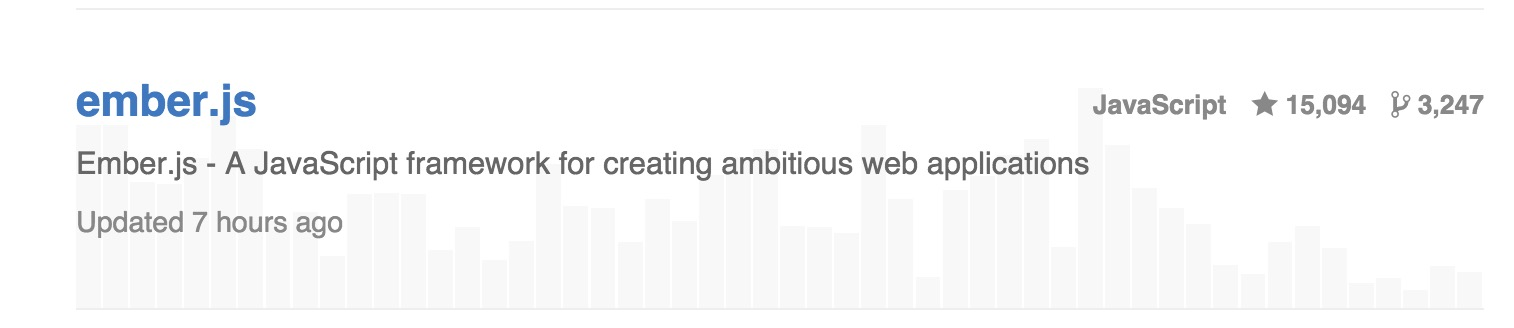 ember.js
JavaScript 15,094 3,247
Ember.js - A JavaScript framework for creating ambitious web applications
Updated 7 hours ago